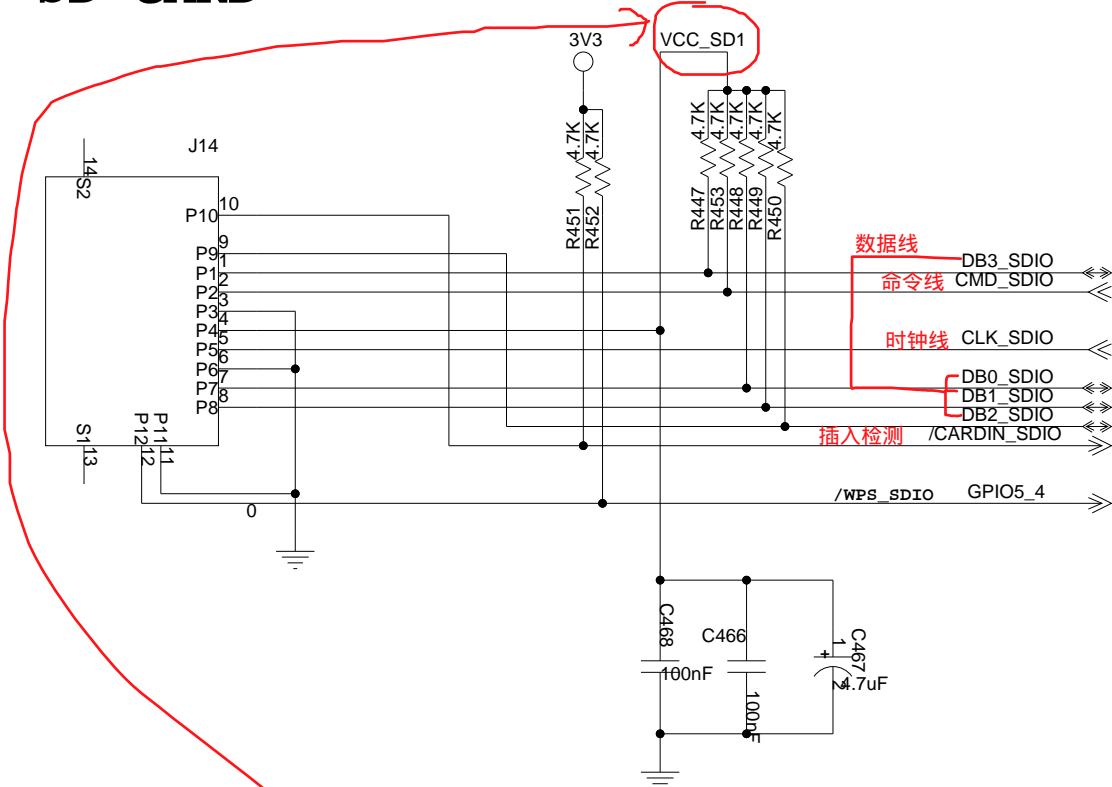 SD CARD
3V3
VCC_SD1
J14
14
S2
4.7K
4.7K
4.7K
4.7K
4.7K
4.7K
4.7K
R451
R452
R447
R453
R448
R449
R450
P10
10
P9
9
P1
1
P2
2
P3
3
P4
4
P5
5
P6
6
P7
7
P8
8
数据线
DB3_SDIO
命令线 CMD_SDIO
时钟线 CLK_SDIO
DB0_SDIO
DB1_SDIO
DB2_SDIO
插入检测 /CARDIN_SDIO
S1
13
P12
12
P11
11
0
/WPS_SDIO GPIO5_4
C468
100nF
C466
100nF
C467
1
+
2
4.7uF